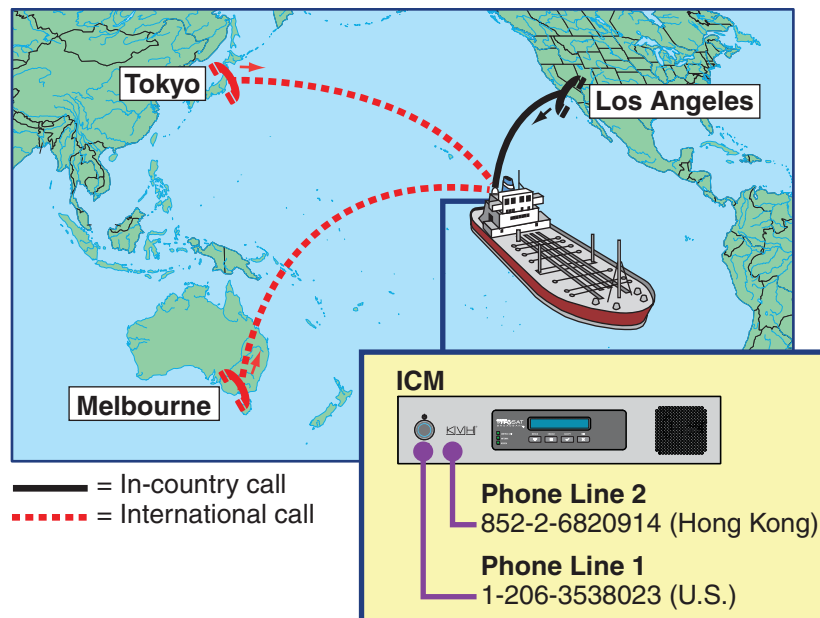 Tokyo
Los Angeles
Melbourne
ICM
KVH
Phone Line 2
852-2-6820914 (Hong Kong)
Phone Line 1
1-206-3538023 (U.S.)
= In-country call
= International call